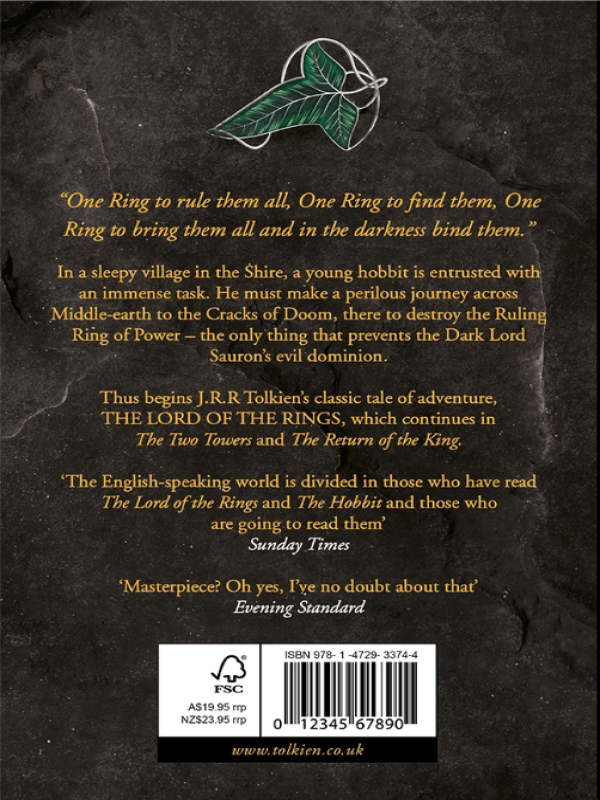 “One Ring to rule them all, One Ring to find them, One
Ring to bring them all and in the darkness bind them.”
In a sleepy village in the Shire, a young hobbit is entrusted with
an immense task. He must make a perilous journey across
Middle-earth to the Cracks of Doom, there to destroy the Ruling
Ring of Power – the only thing that prevents the Dark Lord
Sauron’s evil dominion.
Thus begins J.R.R Tolkien’s classic tale of adventure,
THE LORD OF THE RINGS, which continues in
The Two Towers and The Return of the King.
‘The English-speaking world is divided in those who have read
The Lord of the Rings and The Hobbit and those who
are going to read them’
Sunday Times
‘Masterpiece? Oh yes, I’ve no doubt about that’
Evening Standard
FSC
A$19.95 rrp
NZ$23.95 rrp
ISBN 978- 1 -4729- 3374-4
0 12345 67890
www.tolkien.co.uk